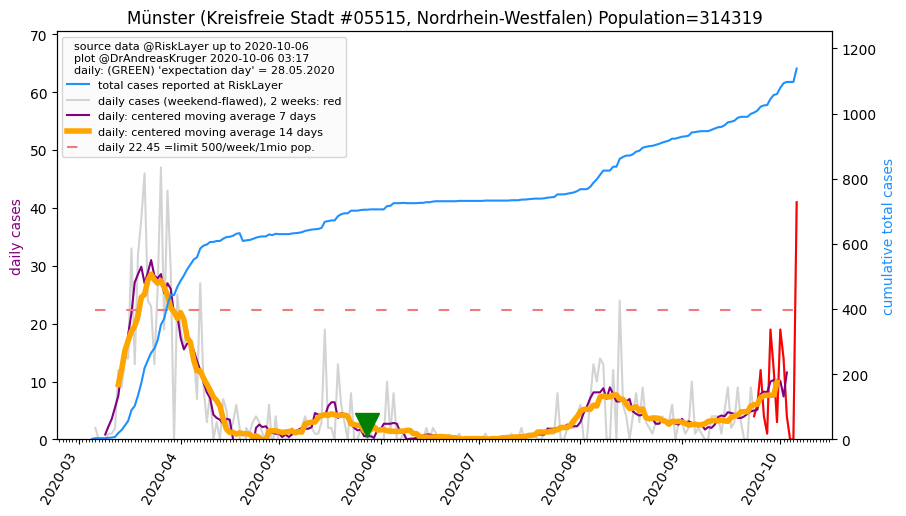 Münster (Kreisfreie Stadt #05515, Nordrhein-Westfalen) Population=314319
source data @RiskLayer up to 2020-10-06
plot @DrAndreasKruger 2020-10-06 03:17
daily: (GREEN) 'expectation day' = 28.05.2020
total cases reported at RiskLayer
daily cases (weekend-flawed), 2 weeks: red
daily: centered moving average 7 days
daily: centered moving average 14 days
daily 22.45 =limit 500/week/1mio pop.
daily cases
70
60
50
40
30
20
10
0
cumulative total cases
1200
1000
800
600
400
200
0
2020-03
2020-04
2020-05
2020-06
2020-07
2020-08
2020-09
2020-10